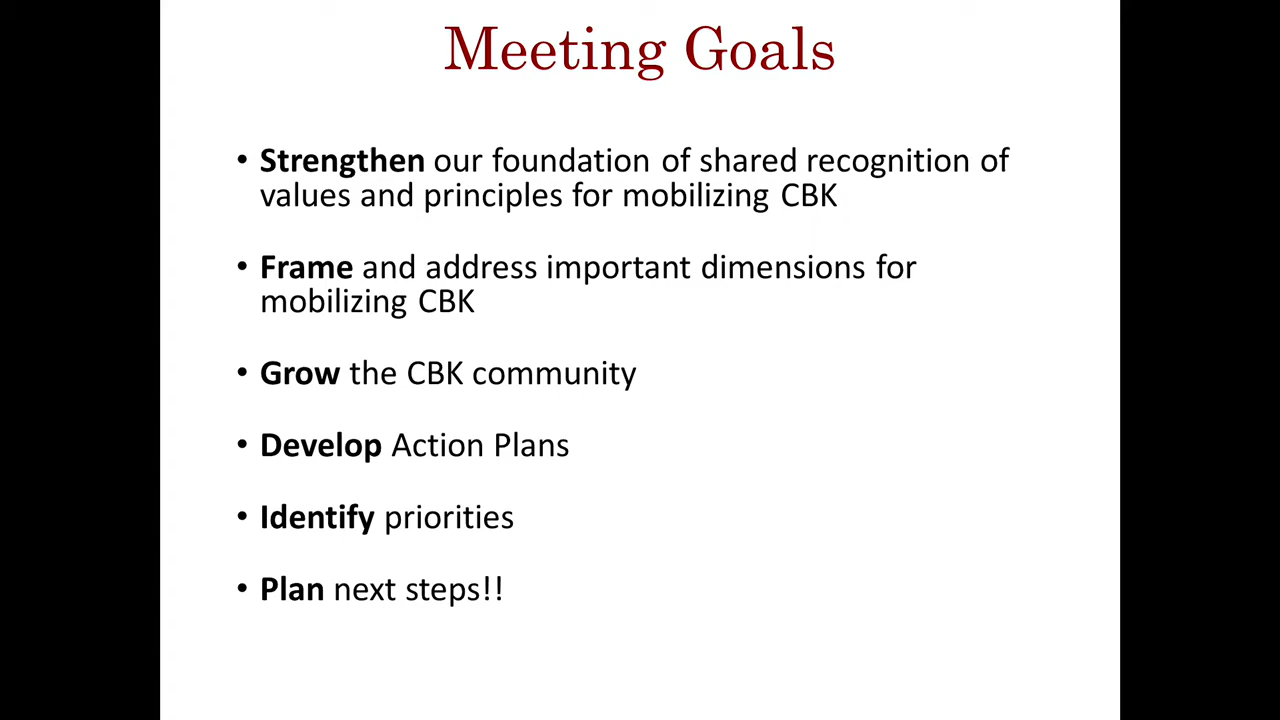 Meeting Goals
• Strengthen our foundation of shared recognition of
values and principles for mobilizing CBK
• Frame and address important dimensions for
mobilizing CBK
• Grow the CBK community
• Develop Action Plans
• Identify priorities
• Plan next steps!!